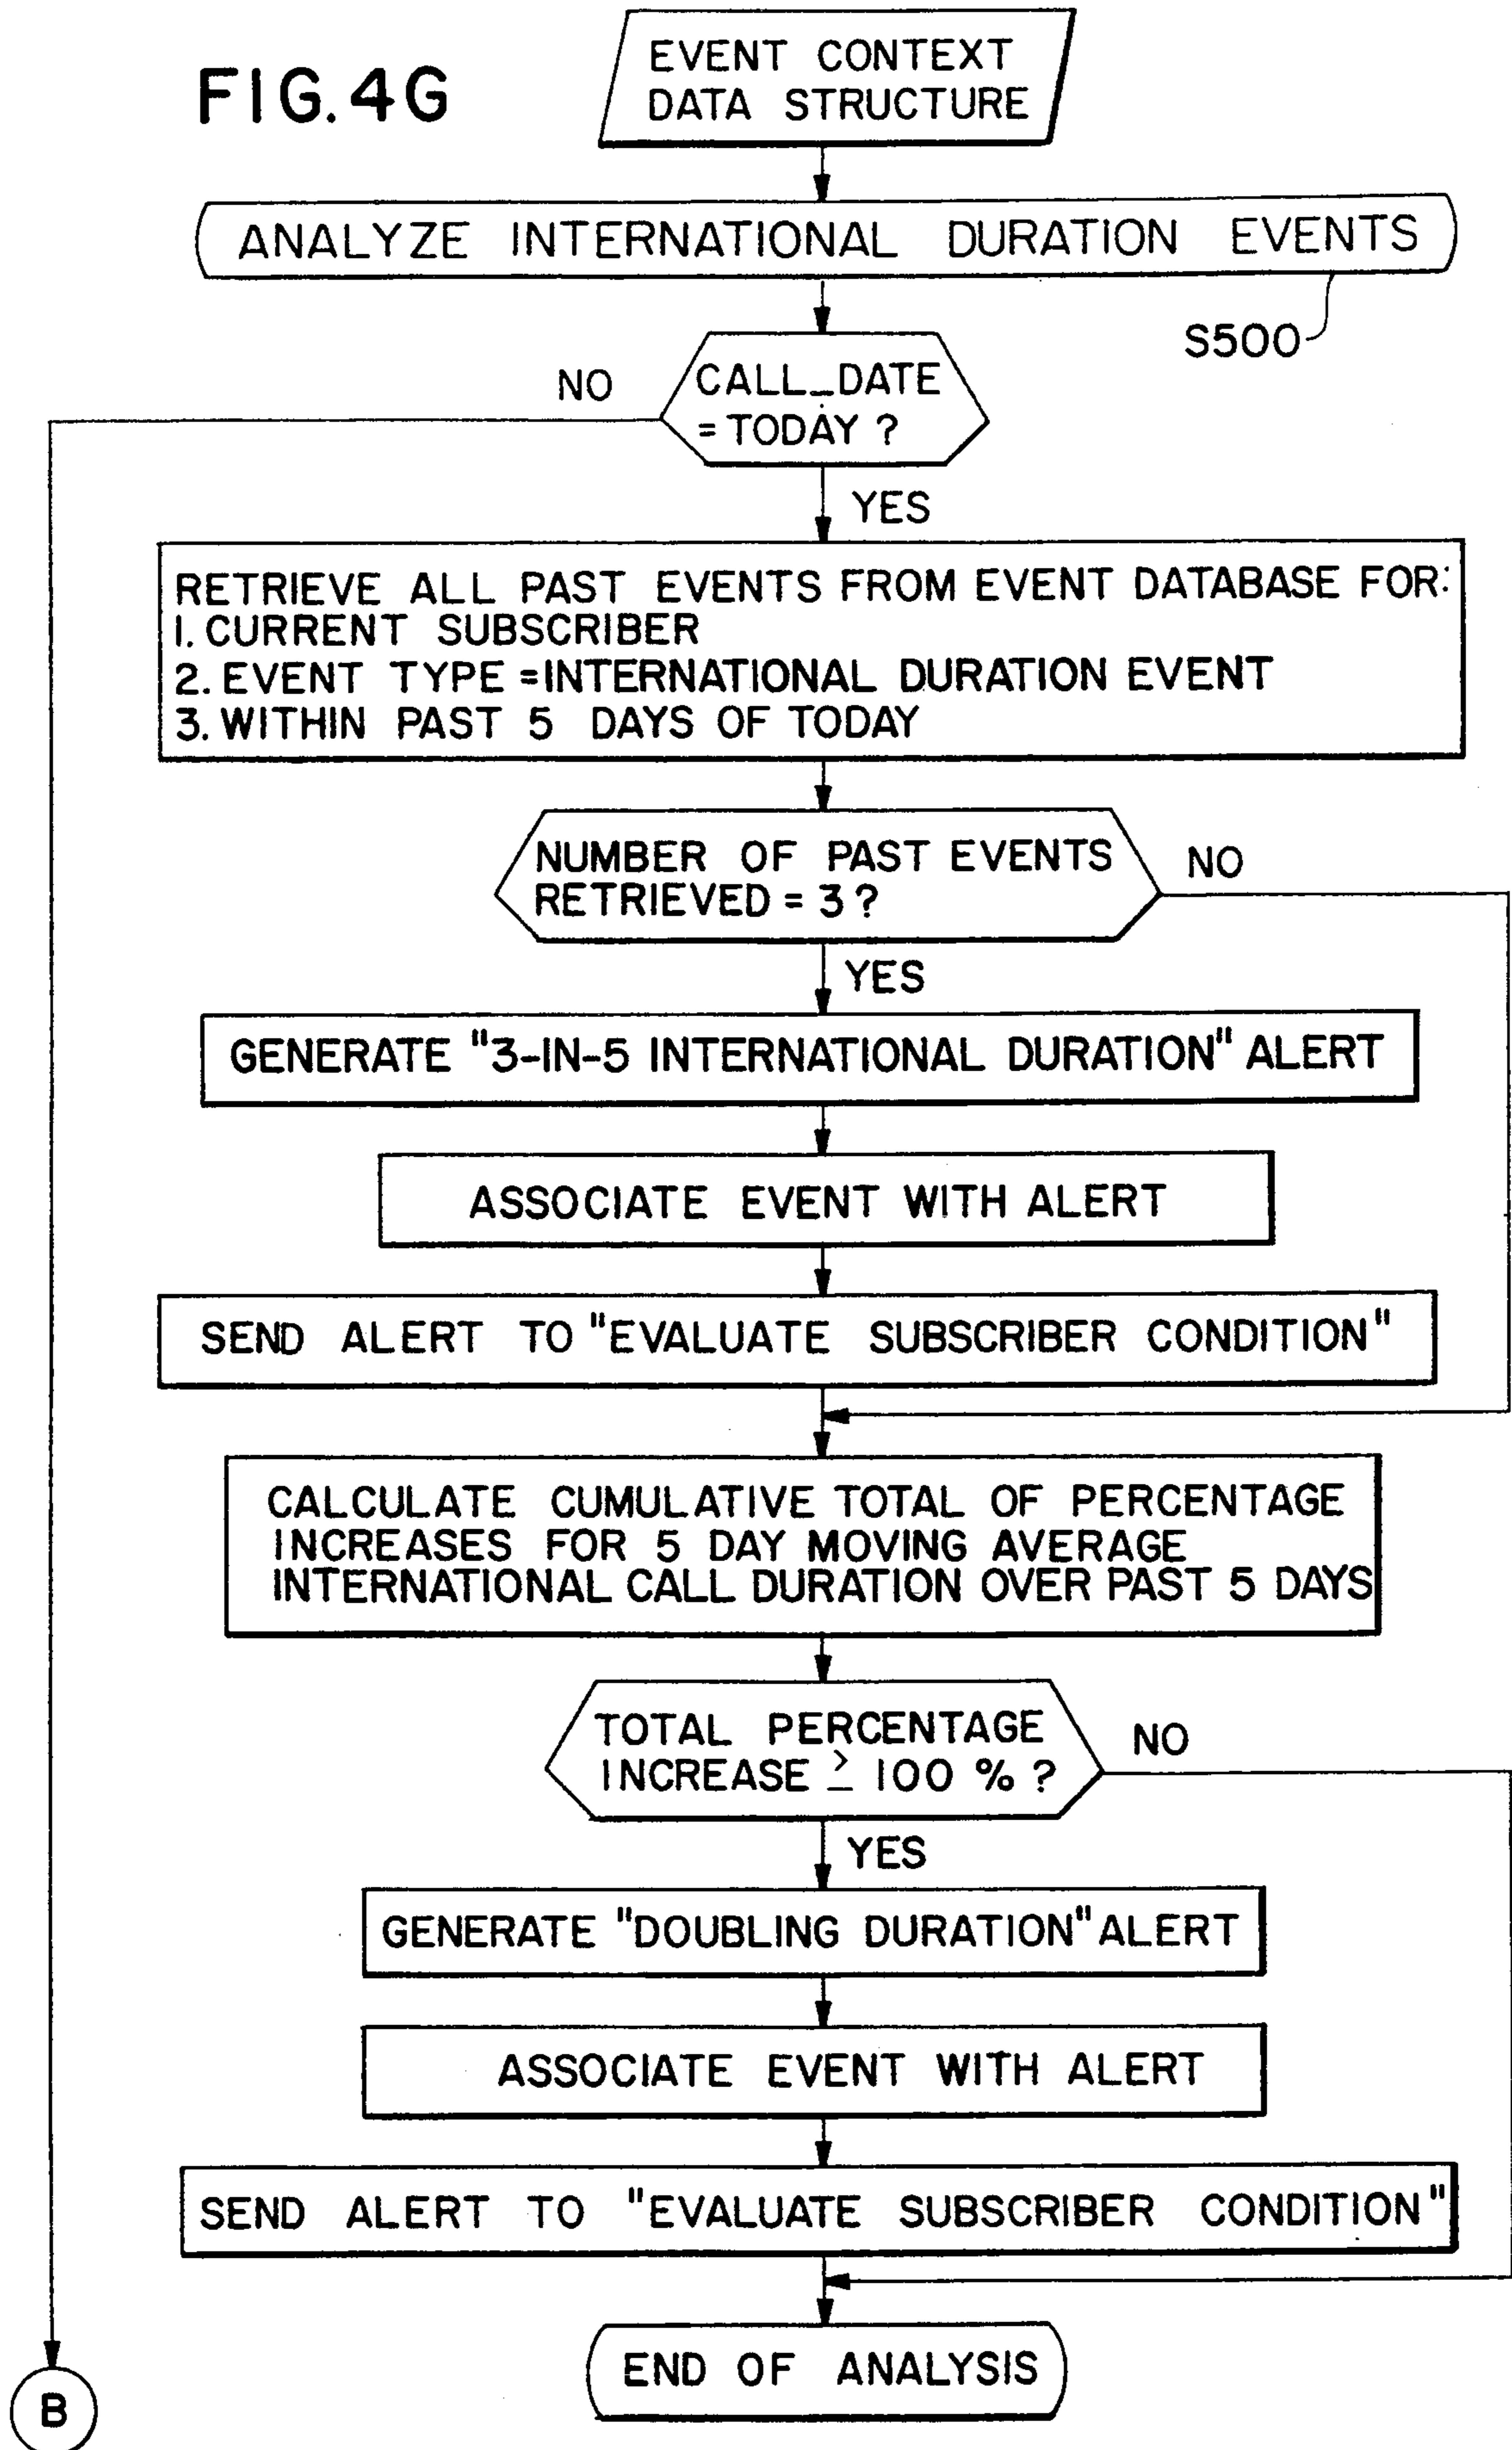 FIG. 4G
EVENT CONTEXT
DATA STRUCTURE
ANALYZE INTERNATIONAL DURATION EVENTS
S500
NO
CALL_DATE
= TODAY ?
YES
RETRIEVE ALL PAST EVENTS FROM EVENT DATABASE FOR:
1. CURRENT SUBSCRIBER
2. EVENT TYPE = INTERNATIONAL DURATION EVENT
3. WITHIN PAST 5 DAYS OF TODAY
NUMBER OF PAST EVENTS
RETRIEVED = 3 ?
NO
YES
GENERATE "3-IN-5 INTERNATIONAL DURATION" ALERT
ASSOCIATE EVENT WITH ALERT
SEND ALERT TO "EVALUATE SUBSCRIBER CONDITION"
CALCULATE CUMULATIVE TOTAL OF PERCENTAGE
INCREASES FOR 5 DAY MOVING AVERAGE
INTERNATIONAL CALL DURATION OVER PAST 5 DAYS
TOTAL PERCENTAGE
INCREASE ≥ 100 % ?
NO
YES
GENERATE "DOUBLING DURATION" ALERT
ASSOCIATE EVENT WITH ALERT
SEND ALERT TO "EVALUATE SUBSCRIBER CONDITION"
END OF ANALYSIS
B